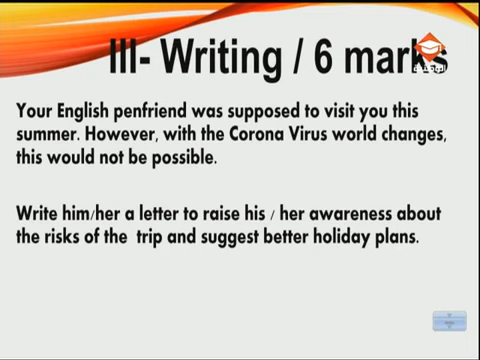 III- Writing / 6 marks
Your English penfriend was supposed to visit you this
summer. However, with the Corona Virus world changes,
this would not be possible.
Write him/her a letter to raise his / her awareness about
the risks of the trip and suggest better holiday plans.